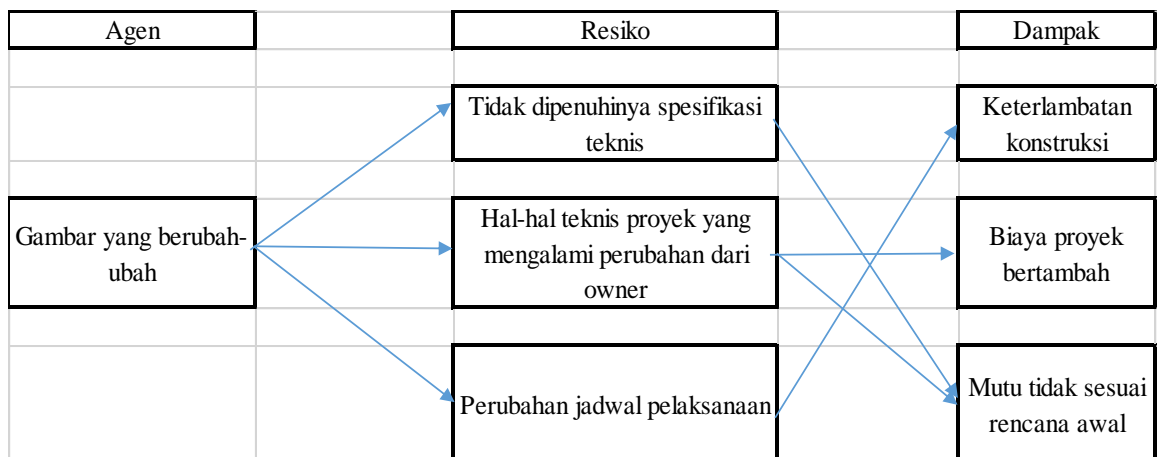 Agen
Resiko
Dampak
Tidak dipenuhinya spesifikasi
teknis
Keterlambatan
konstruksi
Gambar yang berubah-
ubah
Hal-hal teknis proyek yang
mengalami perubahan dari
owner
Biaya proyek
bertambah
Perubahan jadwal pelaksanaan
Mutu tidak sesuai
rencana awal